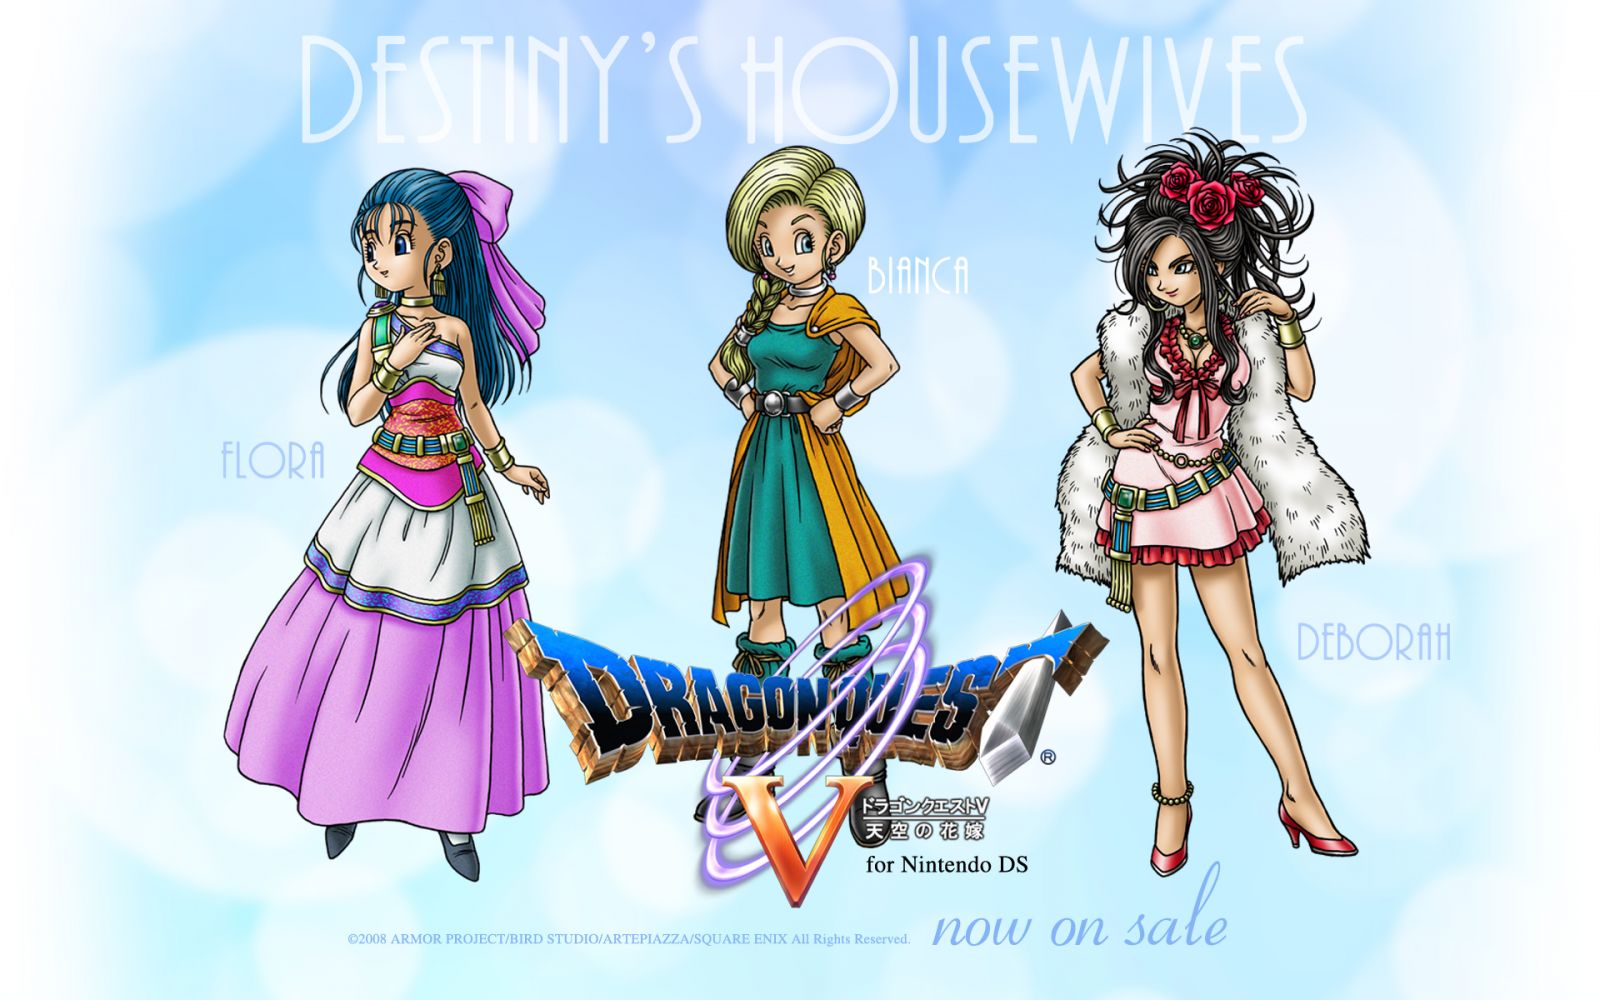 DESTINY'S HOUSEWIVES
BIANCA
FLORA
DEBORAH
DRAGON QUEST®
V
ドラゴンクエストV
天空の花嫁
for Nintendo DS
now on sale
©2008 ARMOR PROJECT/BIRD STUDIO/ARTEPIAZZA/SQUARE ENIX All Rights Reserved.